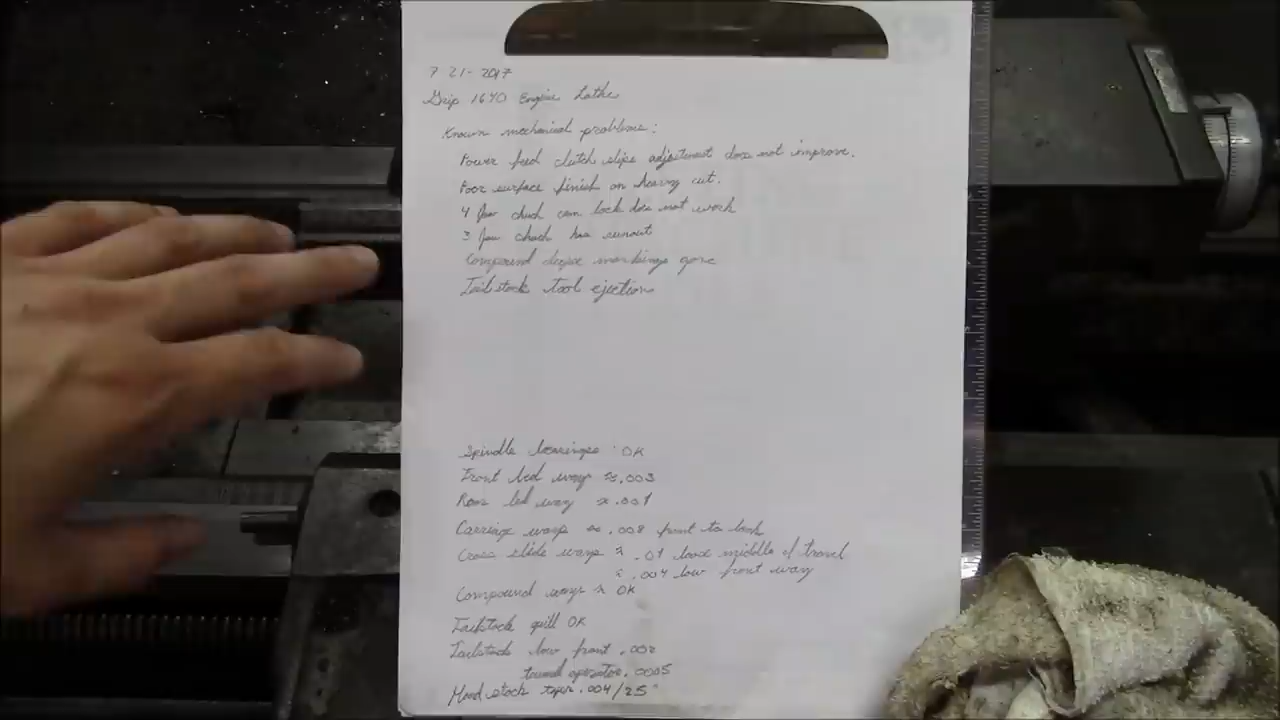 7 21-2017
Grip 1640 Engine Lathe
Known mechanical problems:
Power feed clutch slips adjustment does not improve.
Poor surface finish on heavy cut.
4 Jaw chuck cam lock does not work
3 Jaw chuck has runout
Compound degree markings gone
Tailstock tool ejection
Spindle bearings: OK
Front bed ways ≈.003
Rear bed way ≈.001
Carriage ways ≈ .008 front to back
Cross slide ways ≈ .01 loose middle of travel
≈ .004 low front way
Compound ways ≈ OK
Tailstock quill OK
Tailstock low front .002
toward operator .0005
Head stock taper .004/25"